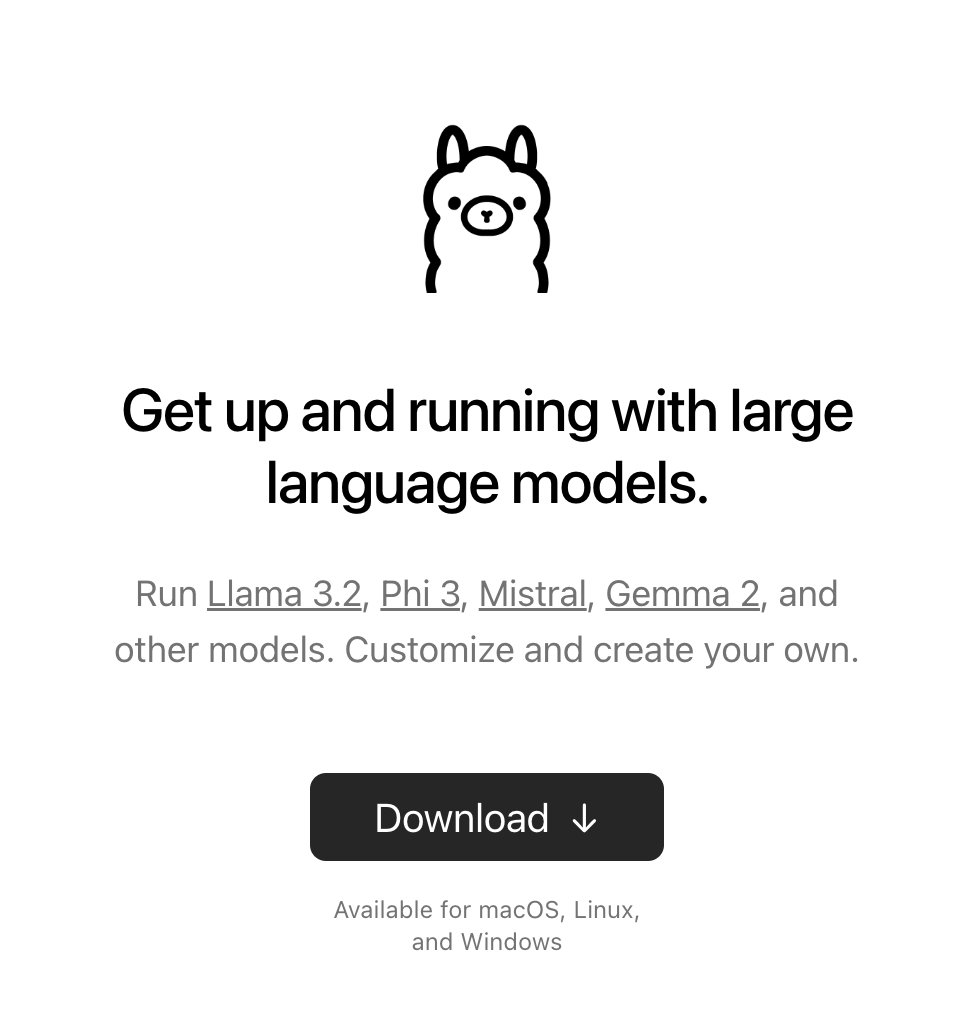 Get up and running with large
language models.
Run Llama 3.2, Phi 3, Mistral, Gemma 2, and
other models. Customize and create your own.
Download ↓
Available for macOS, Linux,
and Windows